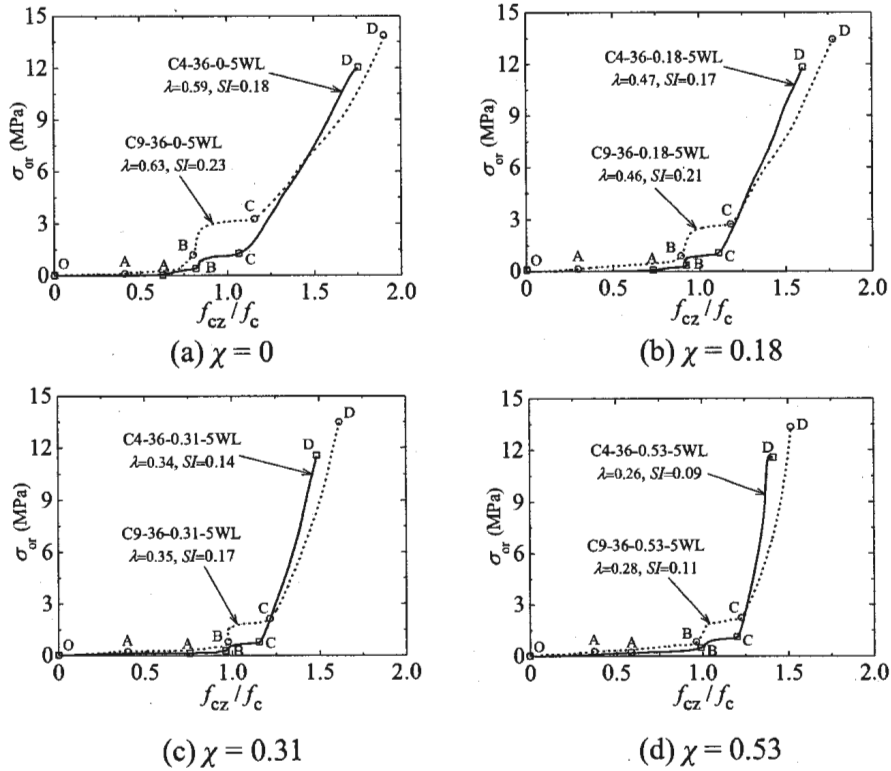 15
12
9
6
3
0
σor (MPa)
C4-36-0-5WL
λ=0.59, SI=0.18
C9-36-0-5WL
λ=0.63, SI=0.23
O
A
A
B
B
C
C
D
D
0
0.5
1.0
1.5
2.0
fcz / fc
(a) χ = 0
15
12
9
6
3
0
σor (MPa)
C4-36-0.18-5WL
λ=0.47, SI=0.17
C9-36-0.18-5WL
λ=0.46, SI=0.21
O
A
A
B
B
C
C
D
D
0
0.5
1.0
1.5
2.0
fcz / fc
(b) χ = 0.18
15
12
9
6
3
0
σor (MPa)
C4-36-0.31-5WL
λ=0.34, SI=0.14
C9-36-0.31-5WL
λ=0.35, SI=0.17
O
A
A
B
B
C
C
D
D
0
0.5
1.0
1.5
2.0
fcz / fc
(c) χ = 0.31
15
12
9
6
3
0
σor (MPa)
C4-36-0.53-5WL
λ=0.26, SI=0.09
C9-36-0.53-5WL
λ=0.28, SI=0.11
O
A
A
B
B
C
C
D
D
0
0.5
1.0
1.5
2.0
fcz / fc
(d) χ = 0.53